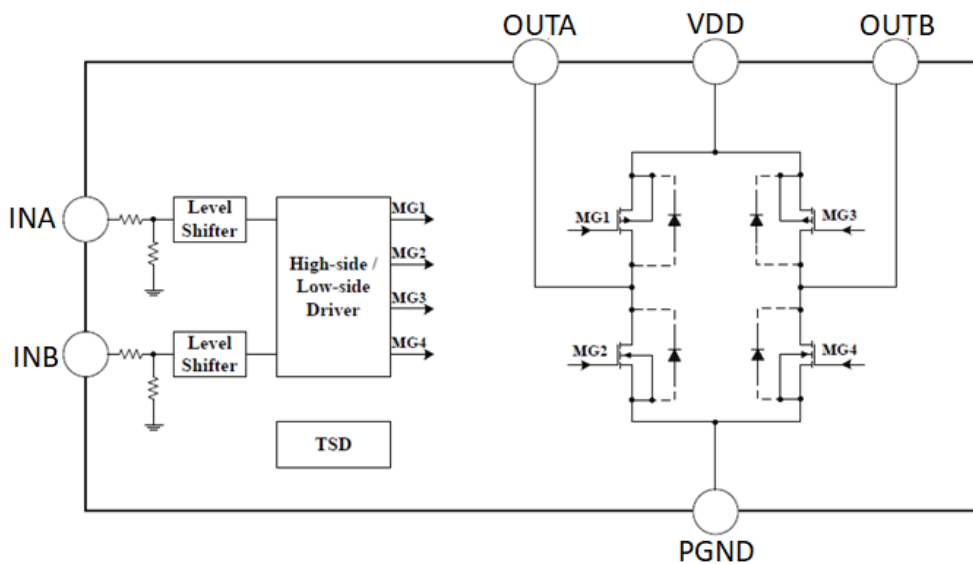 OUTA
VDD
OUTB
INA
Level
Shifter
MG1
MG2
MG3
MG4
High-side /
Low-side
Driver
INB
Level
Shifter
TSD
MG1
MG3
MG2
MG4
PGND